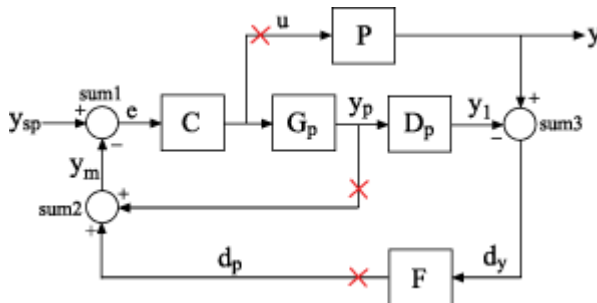 u
P
y
sum1
+
y_sp
e
C
G_p
y_p
D_p
y_1
+
sum3
−
−
y_m
sum2
+
+
d_p
F
d_y